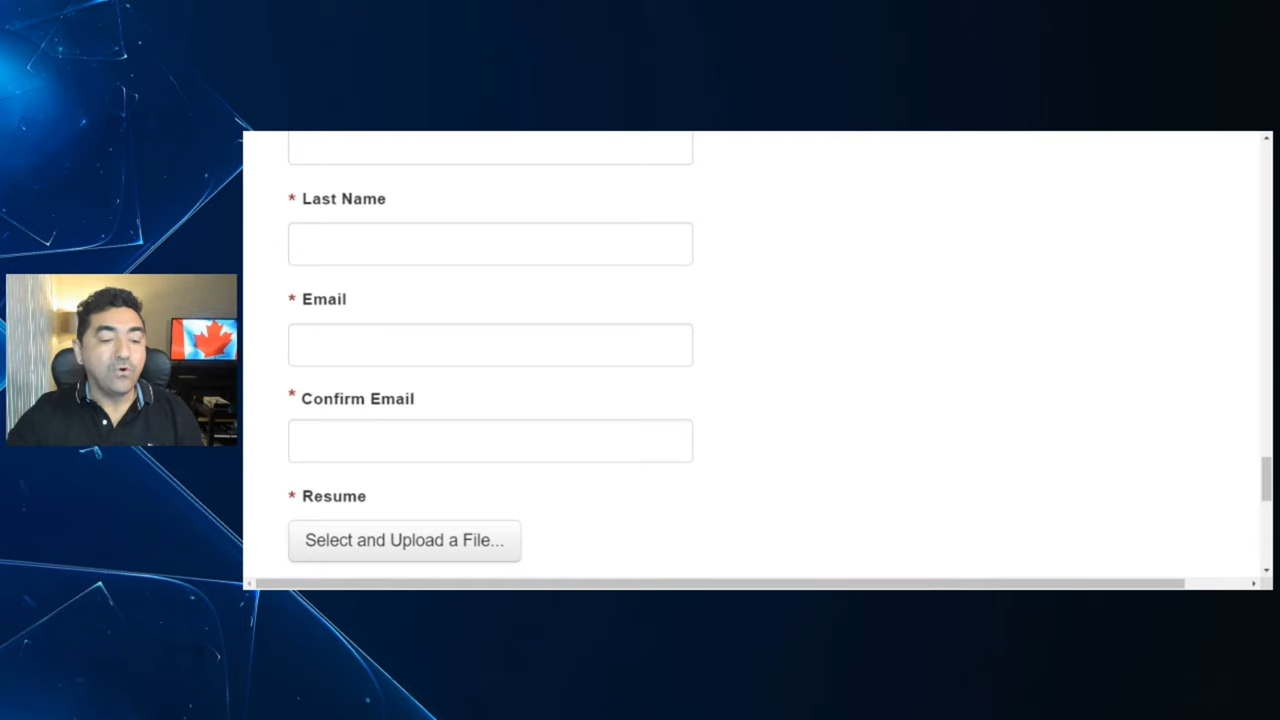 * Last Name
* Email
* Confirm Email
* Resume
Select and Upload a File...